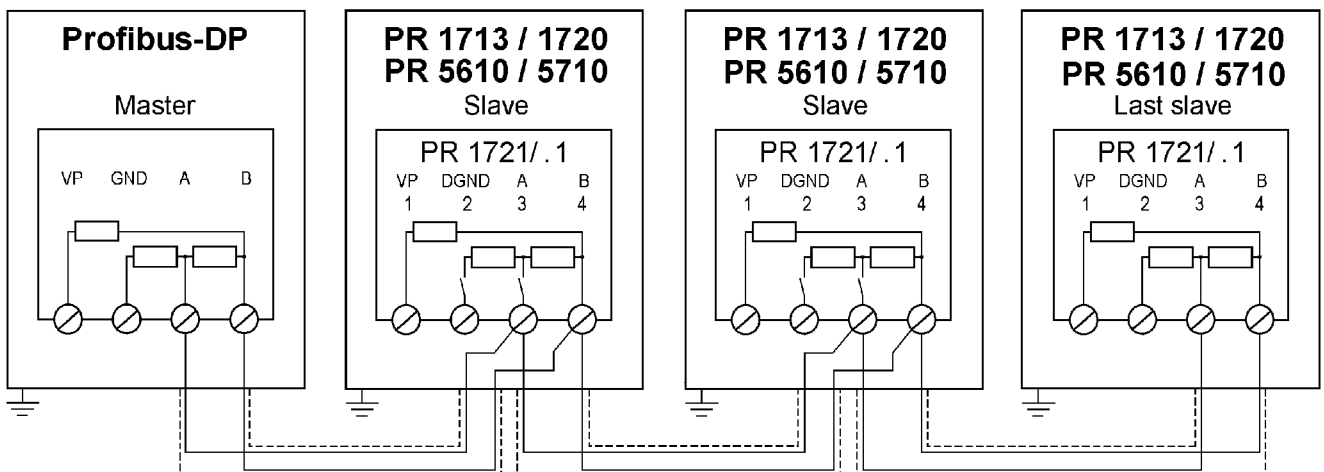 Profibus-DP
Master
VP GND A B
PR 1713 / 1720
PR 5610 / 5710
Slave
PR 1721/ . 1
VP DGND A B
1 2 3 4
PR 1713 / 1720
PR 5610 / 5710
Slave
PR 1721/ . 1
VP DGND A B
1 2 3 4
PR 1713 / 1720
PR 5610 / 5710
Last slave
PR 1721/ . 1
VP DGND A B
1 2 3 4